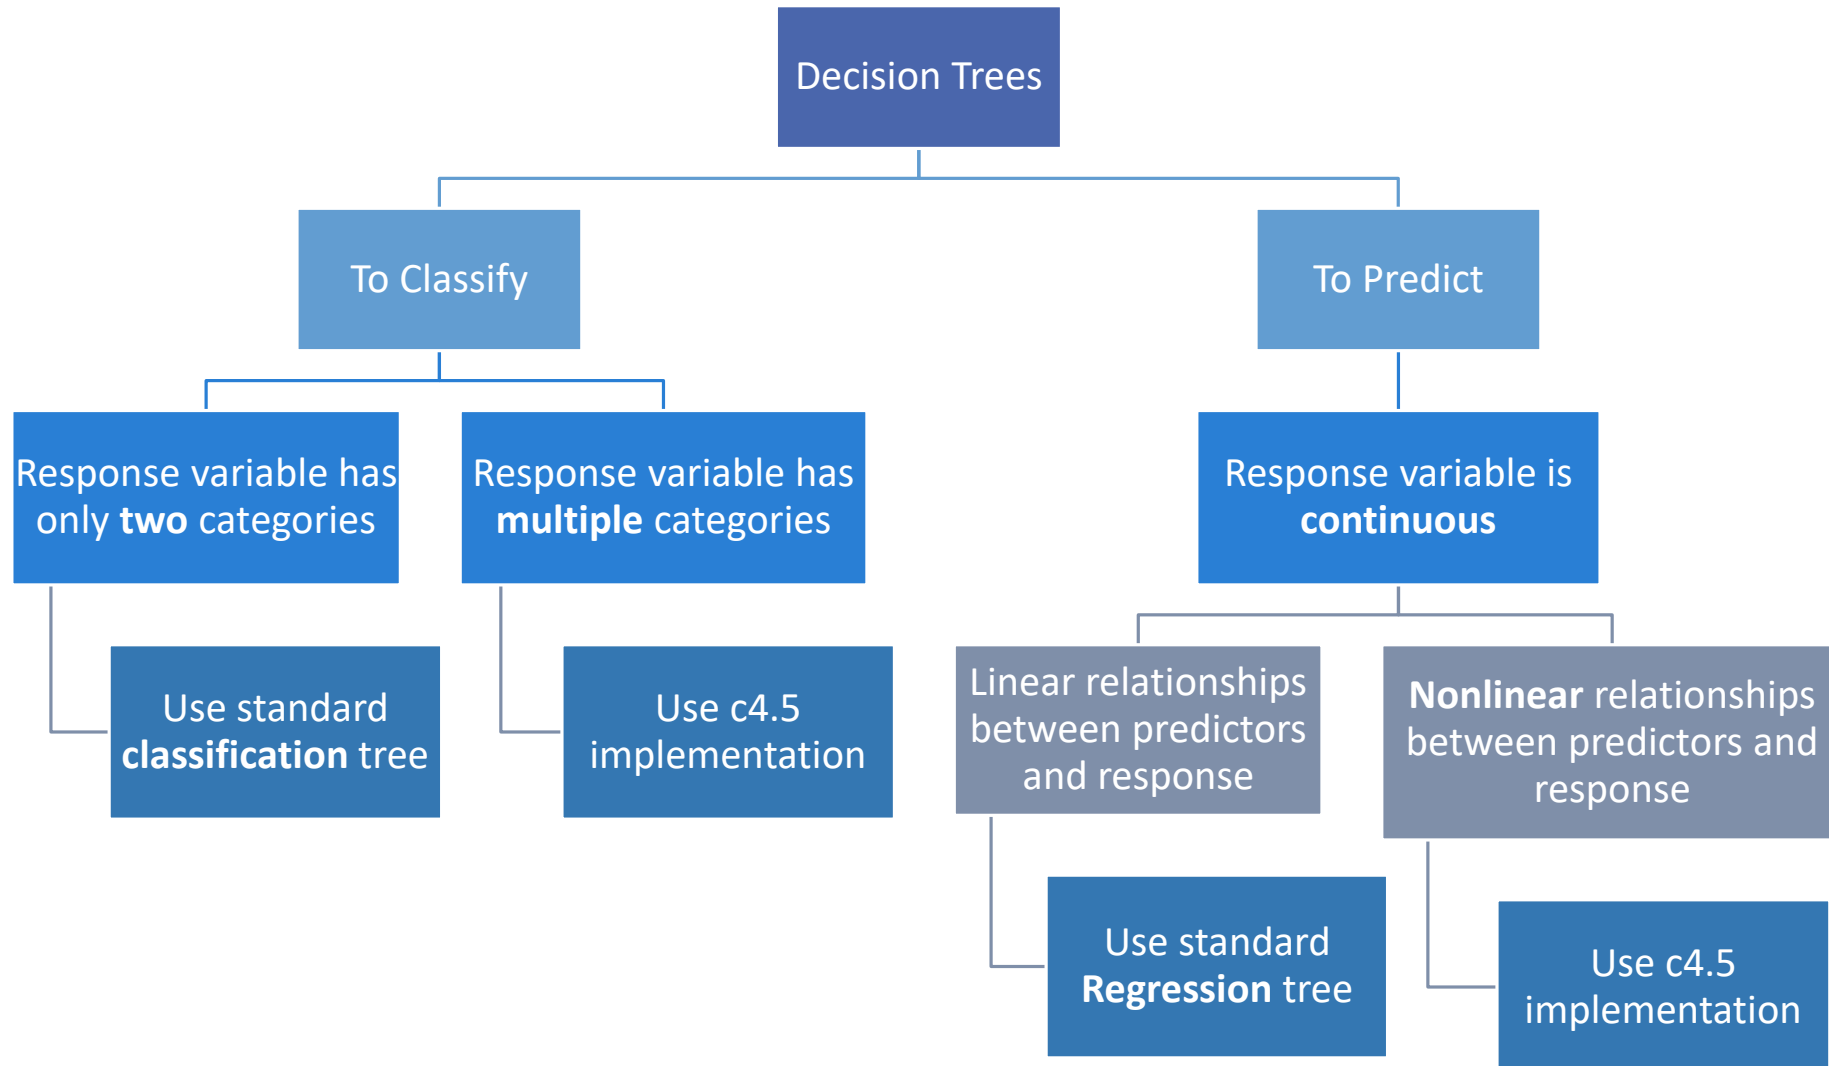 Decision Trees
To Classify
To Predict
Response variable has
only two categories
Response variable has
multiple categories
Response variable is
continuous
Use standard
classification tree
Use c4.5
implementation
Linear relationships
between predictors
and response
Nonlinear relationships
between predictors and
response
Use standard
Regression tree
Use c4.5
implementation